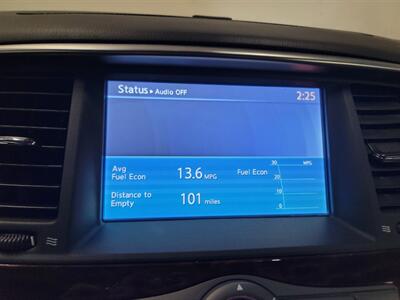 Status ▸ Audio OFF
2:25
30 MPG
Avg
Fuel Econ
13.6 MPG
Fuel Econ
20
10
Distance to
Empty
101 miles
0